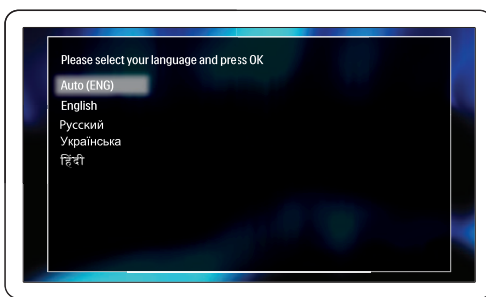 Please select your language and press OK
Auto (ENG)
English
Русский
Українська
हिंदी